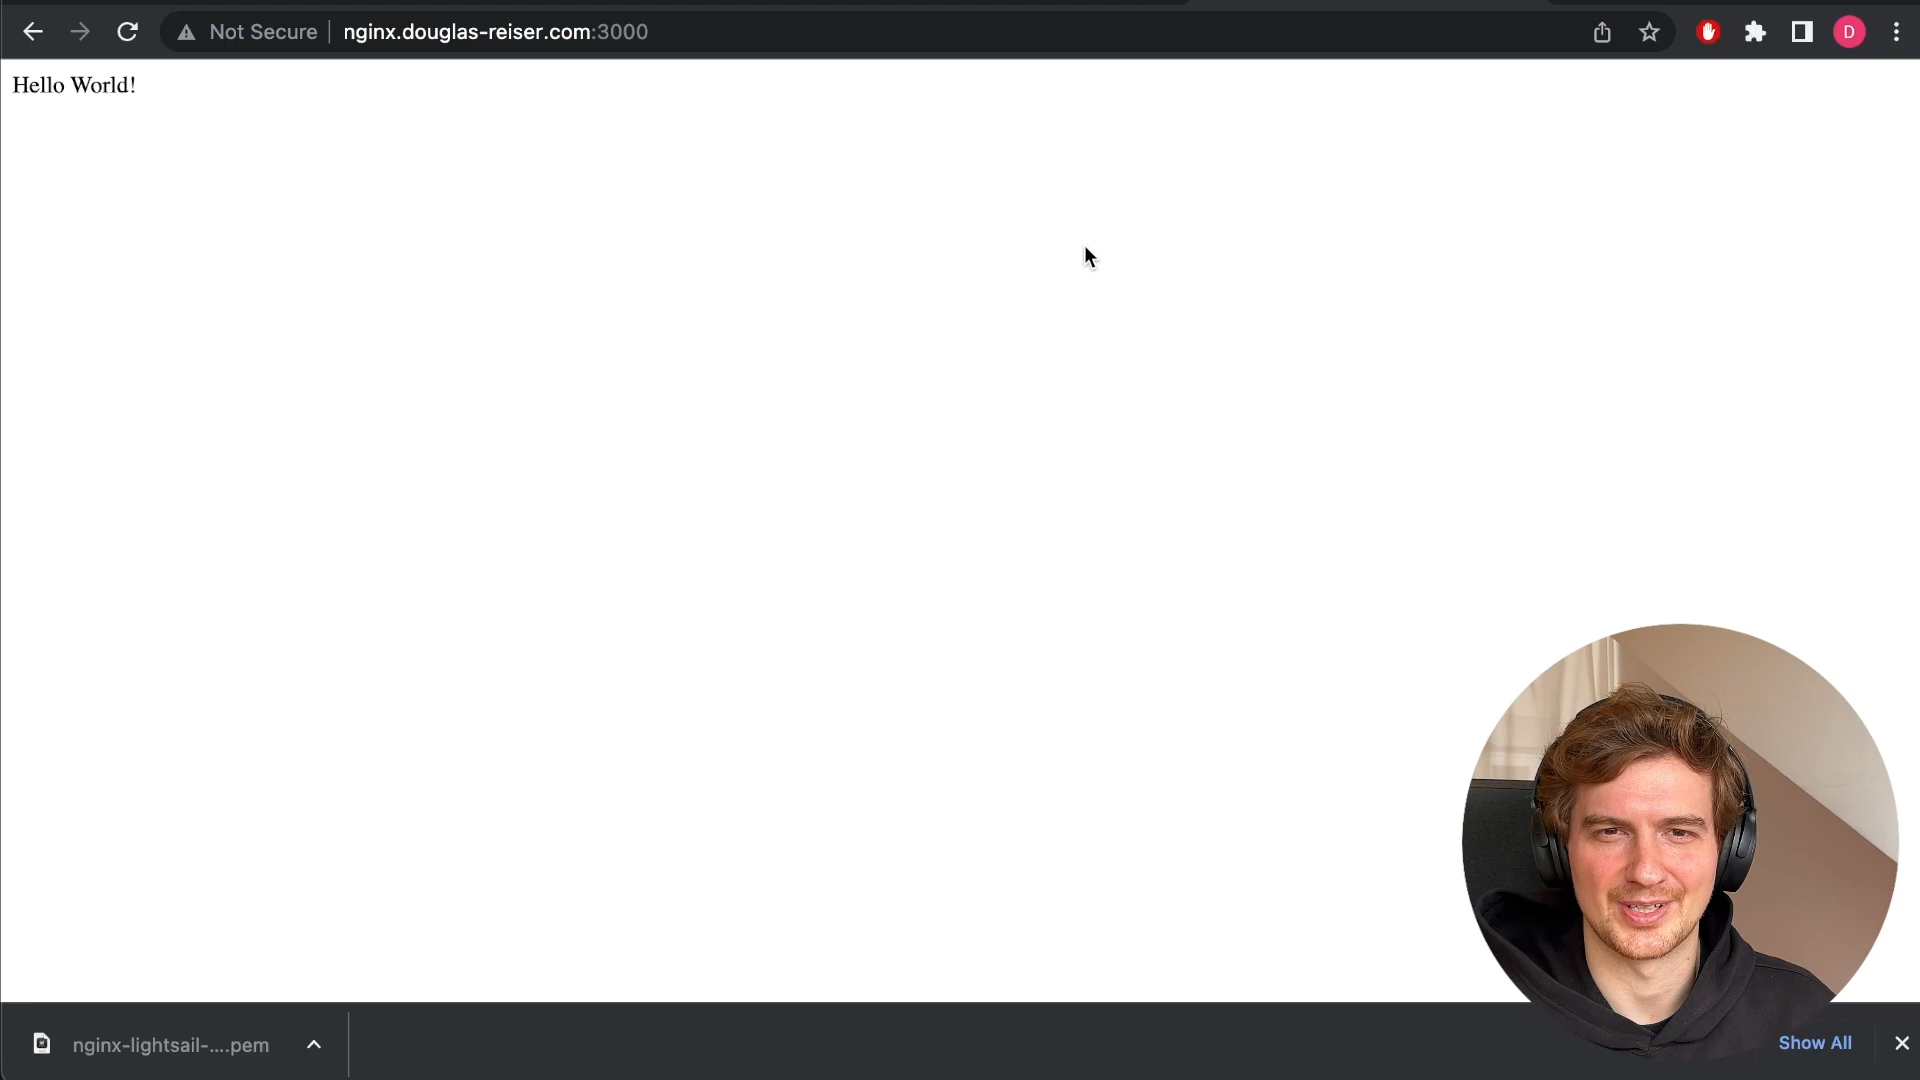 Not Secure
nginx.douglas-reiser.com:3000
D
Hello World!
nginx-lightsail-....pem
Show All